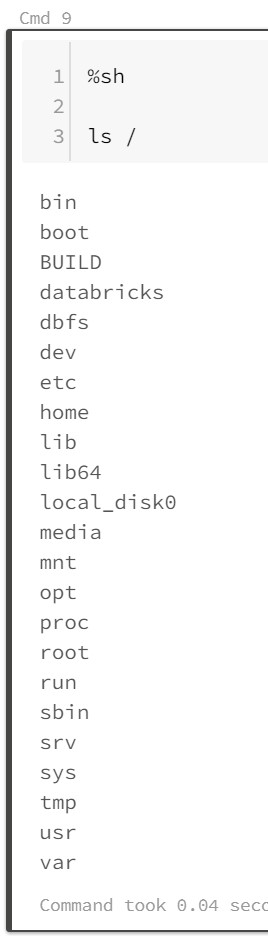 Cmd 9
1 %sh
2
3 ls /
bin
boot
BUILD
databricks
dbfs
dev
etc
home
lib
lib64
local_disk0
media
mnt
opt
proc
root
run
sbin
srv
sys
tmp
usr
var
Command took 0.04 seco